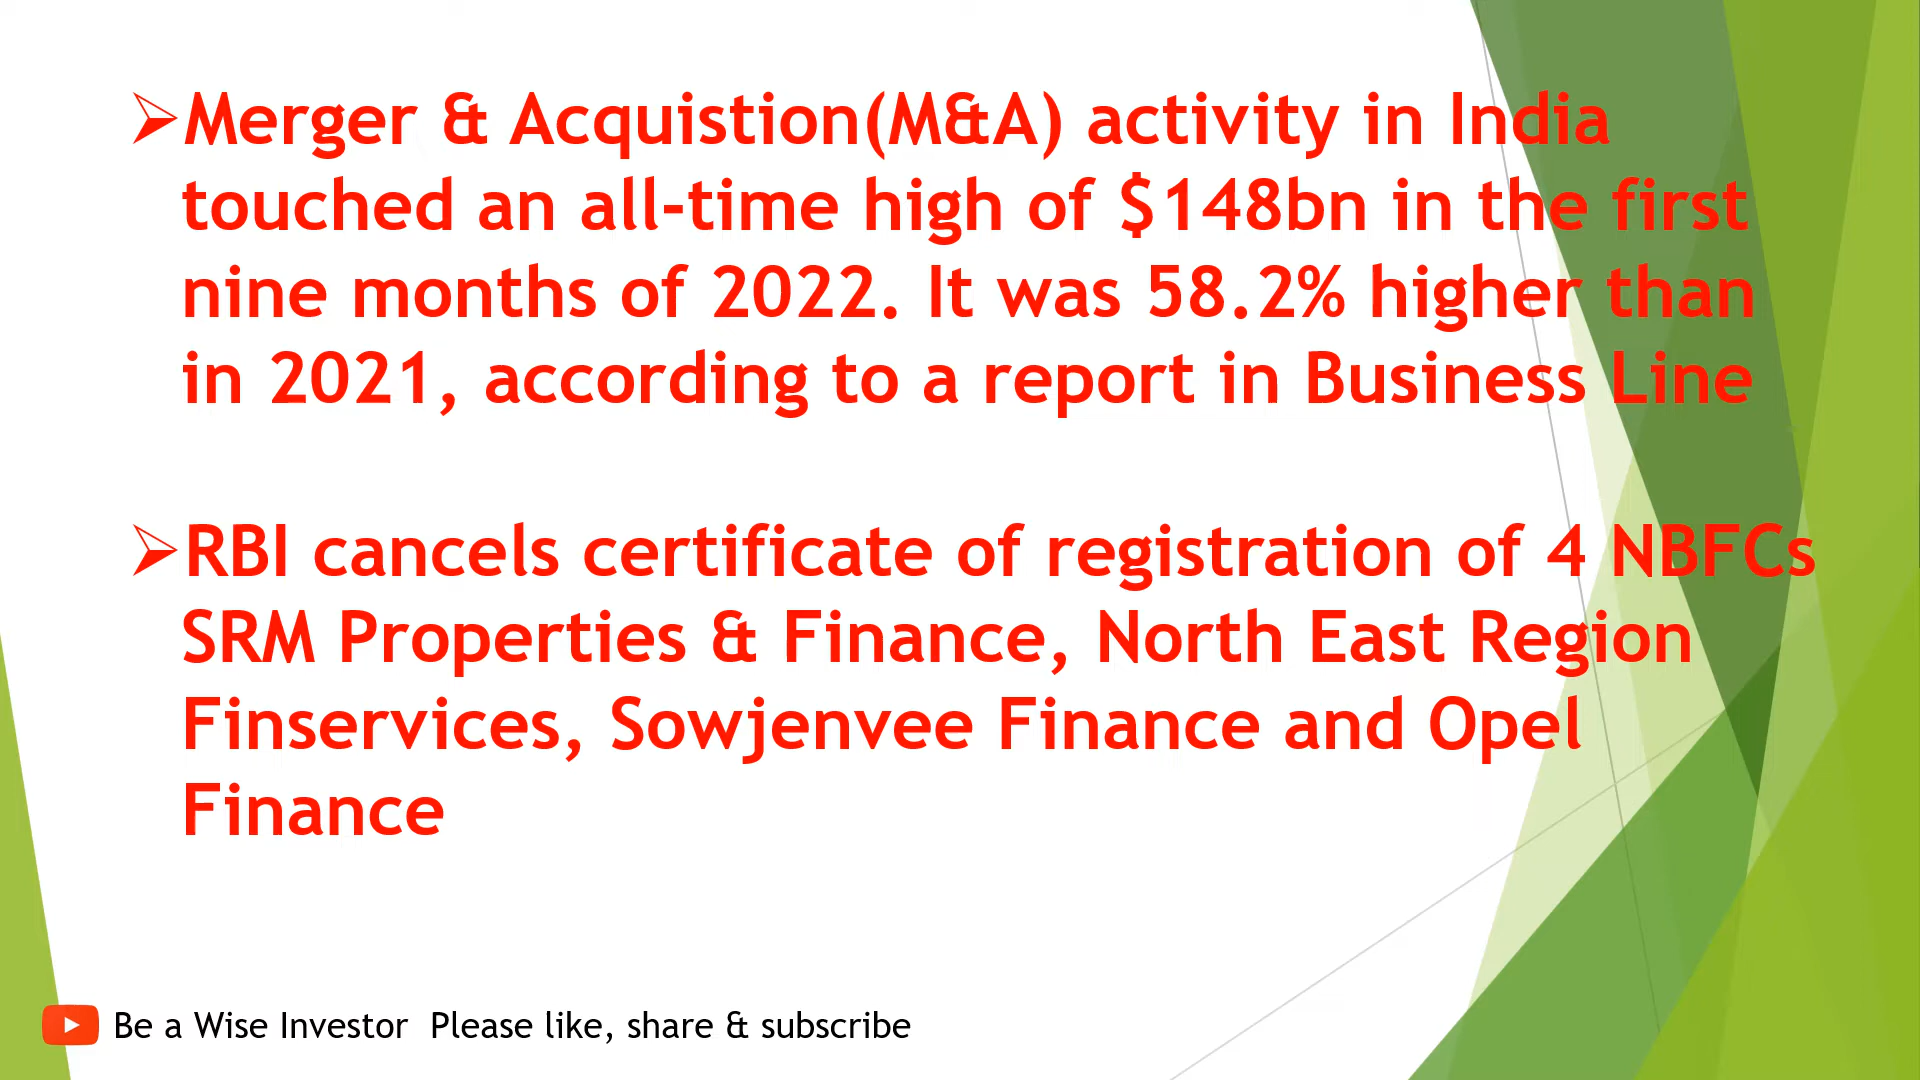 ➢Merger & Acquistion(M&A) activity in India
touched an all-time high of $148bn in the first
nine months of 2022. It was 58.2% higher than
in 2021, according to a report in Business Line
➢RBI cancels certificate of registration of 4 NBFCs
SRM Properties & Finance, North East Region
Finservices, Sowjenvee Finance and Opel
Finance
Be a Wise Investor  Please like, share & subscribe